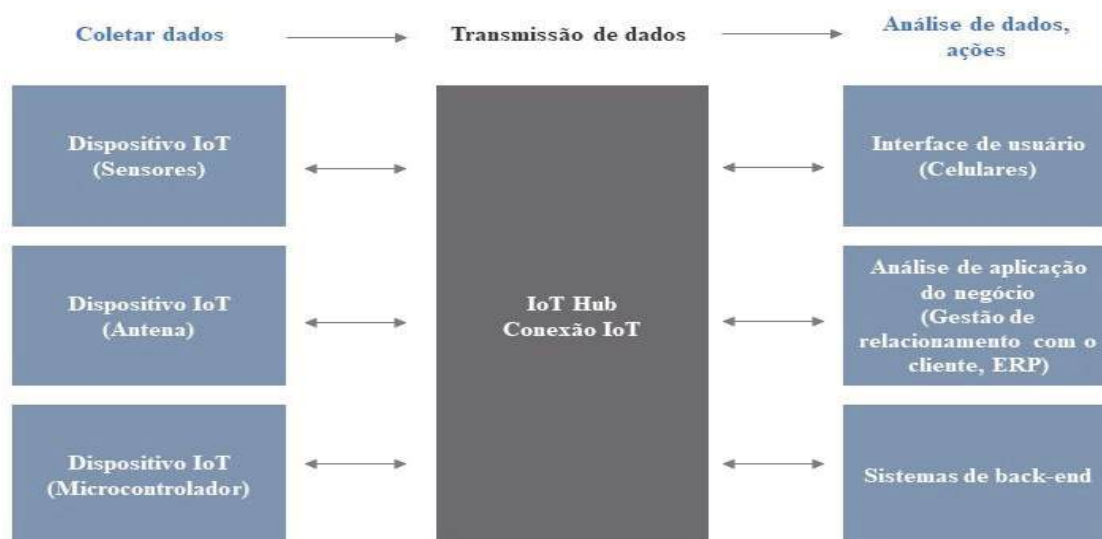 Coletar dados
Transmissão de dados
Análise de dados,
ações
Dispositivo IoT
(Sensores)
Dispositivo IoT
(Antena)
Dispositivo IoT
(Microcontrolador)
IoT Hub
Conexão IoT
Interface de usuário
(Celulares)
Análise de aplicação
do negócio
(Gestão de
relacionamento com o
cliente, ERP)
Sistemas de back-end